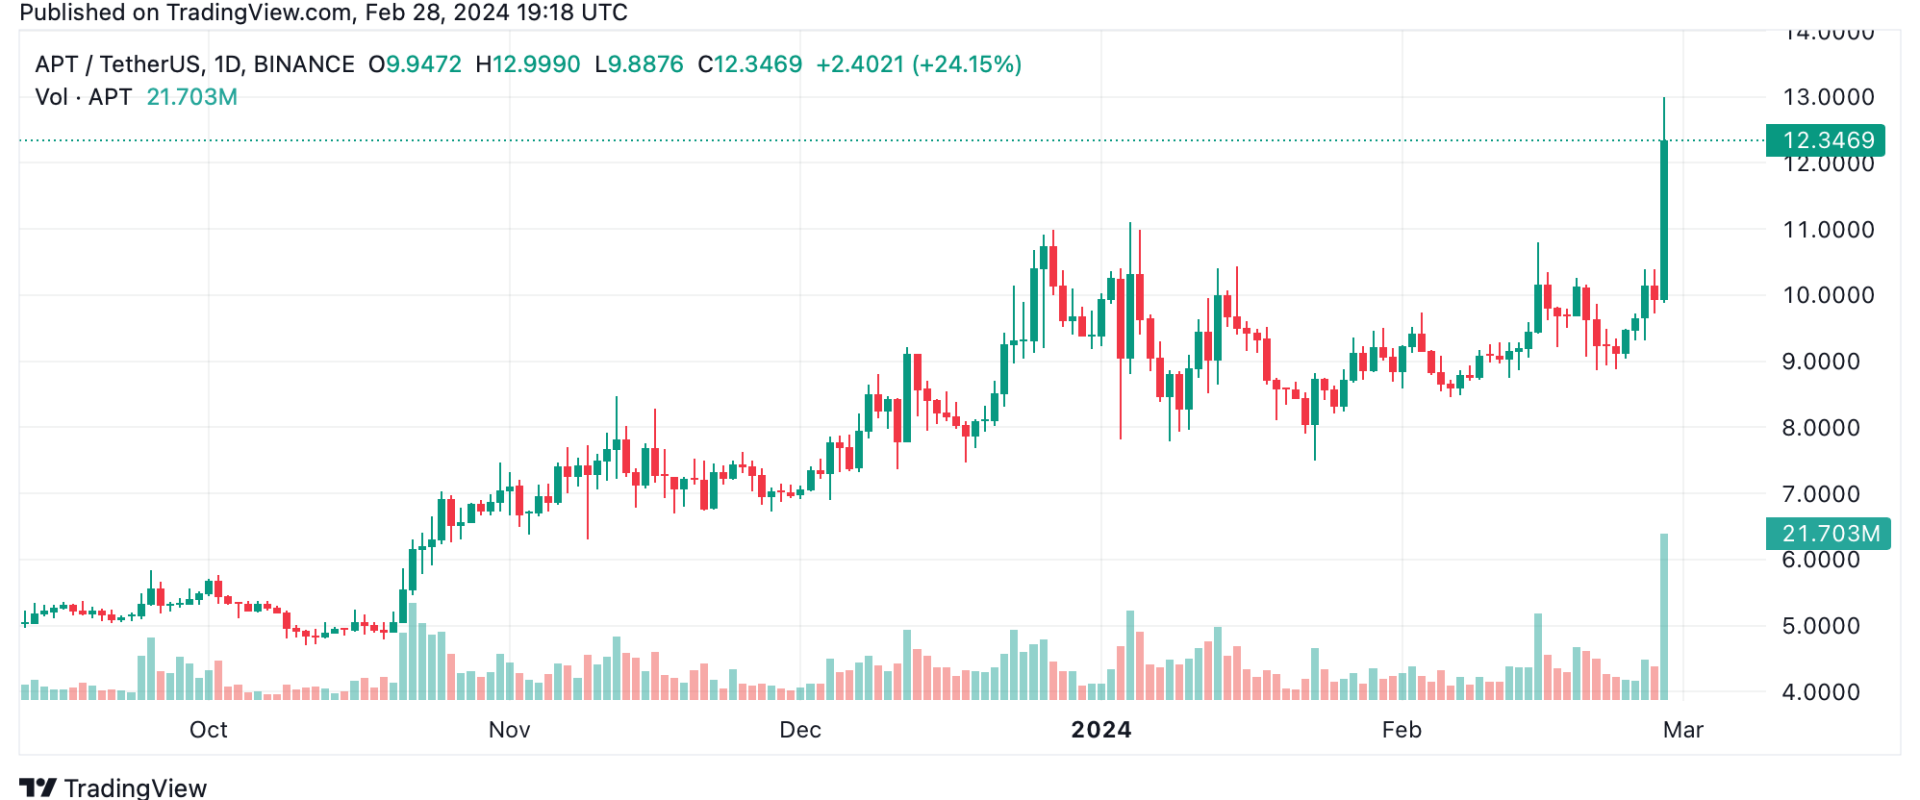 Published on TradingView.com, Feb 28, 2024 19:18 UTC
APT / TetherUS, 1D, BINANCE O9.9472 H12.9990 L9.8876 C12.3469 +2.4021 (+24.15%)
Vol · APT 21.703M
14.0000
13.0000
12.3469
12.0000
11.0000
10.0000
9.0000
8.0000
7.0000
21.703M
6.0000
5.0000
4.0000
Oct Nov Dec 2024 Feb Mar
TradingView